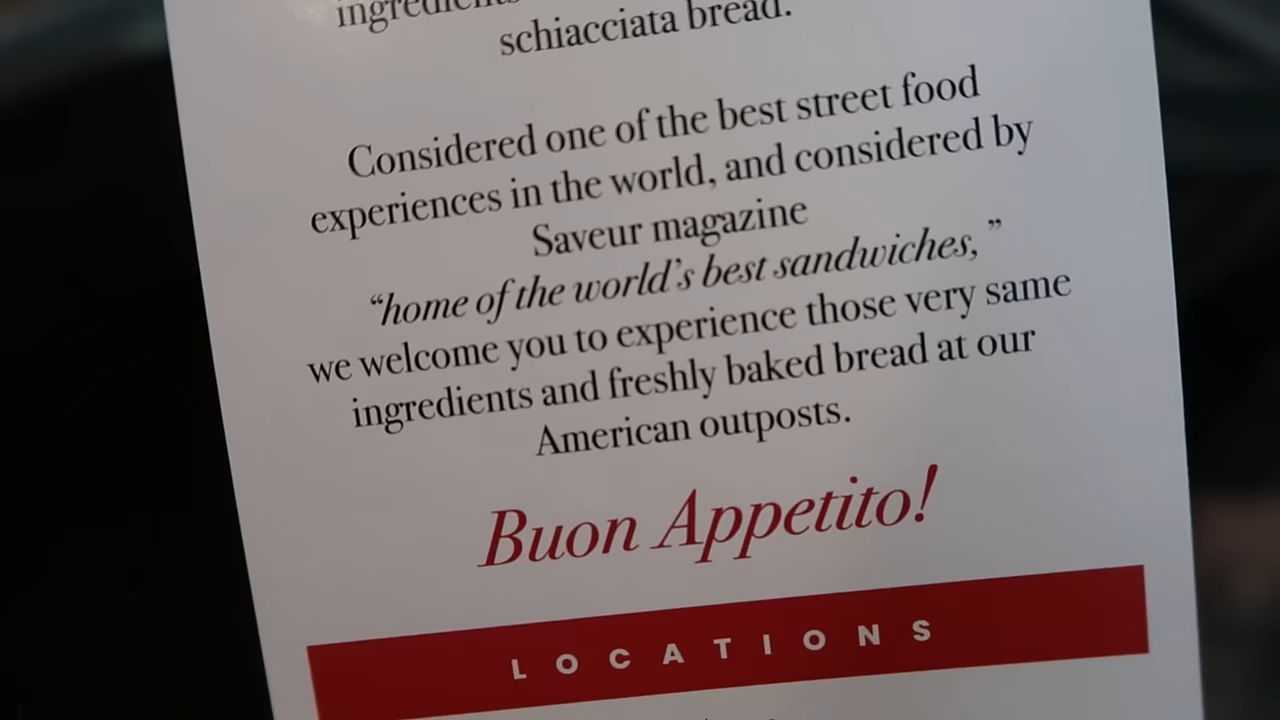 ingredients
schiacciata bread.
Considered one of the best street food
experiences in the world, and considered by
Saveur magazine
“home of the world’s best sandwiches,”
we welcome you to experience those very same
ingredients and freshly baked bread at our
American outposts.
Buon Appetito!
LOCATIONS